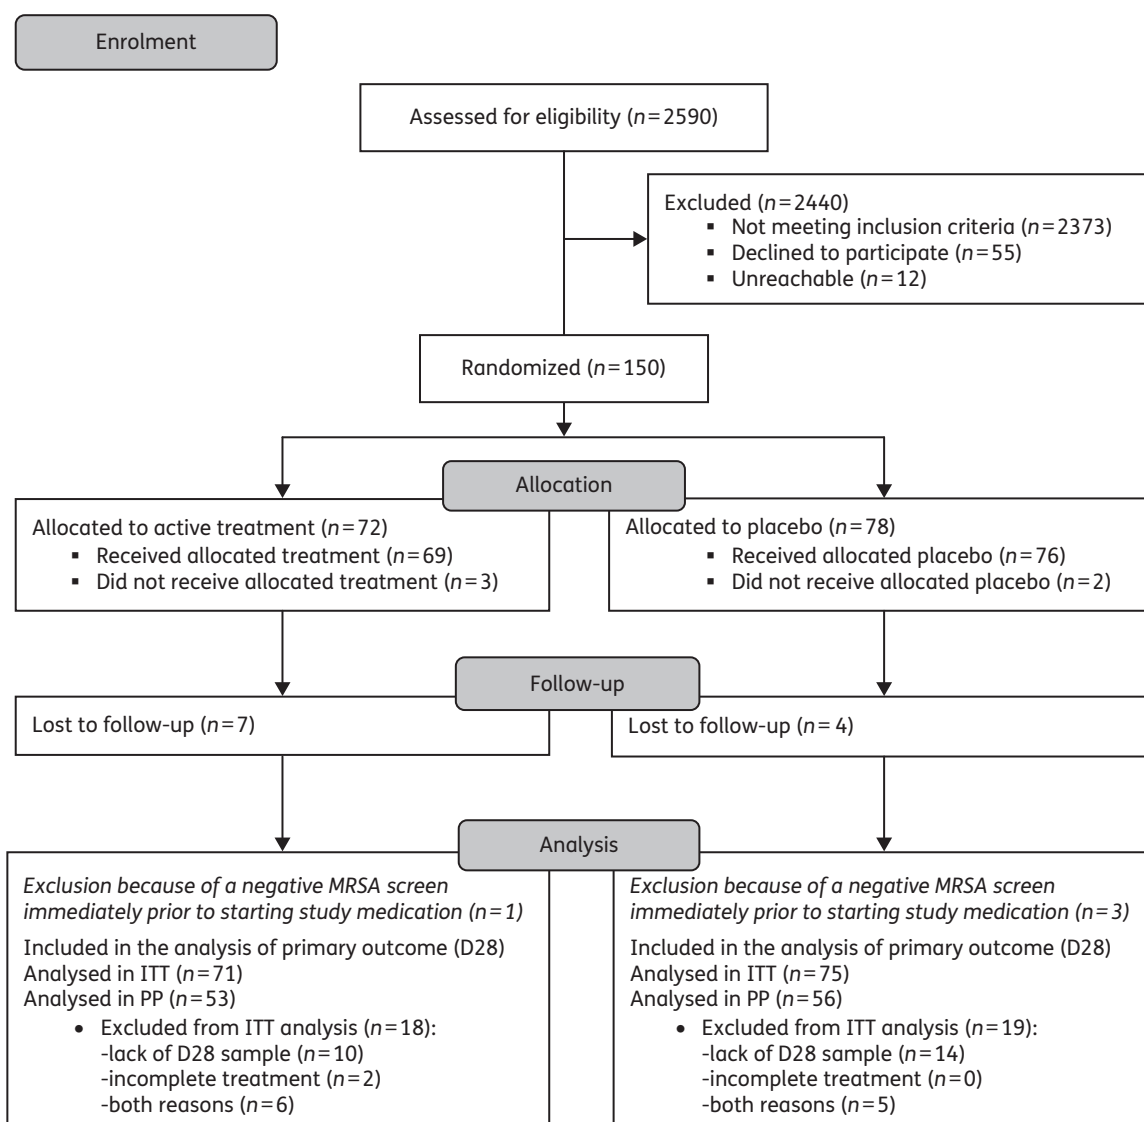 Enrolment
Assessed for eligibility (n=2590)
Excluded (n=2440)
▪ Not meeting inclusion criteria (n=2373)
▪ Declined to participate (n=55)
▪ Unreachable (n=12)
Randomized (n=150)
Allocation
Allocated to active treatment (n=72)
▪ Received allocated treatment (n=69)
▪ Did not receive allocated treatment (n=3)
Allocated to placebo (n=78)
▪ Received allocated placebo (n=76)
▪ Did not receive allocated placebo (n=2)
Follow-up
Lost to follow-up (n=7)
Lost to follow-up (n=4)
Analysis
Exclusion because of a negative MRSA screen
immediately prior to starting study medication (n=1)
Included in the analysis of primary outcome (D28)
Analysed in ITT (n=71)
Analysed in PP (n=53)
• Excluded from ITT analysis (n=18):
-lack of D28 sample (n=10)
-incomplete treatment (n=2)
-both reasons (n=6)
Exclusion because of a negative MRSA screen
immediately prior to starting study medication (n=3)
Included in the analysis of primary outcome (D28)
Analysed in ITT (n=75)
Analysed in PP (n=56)
• Excluded from ITT analysis (n=19):
-lack of D28 sample (n=14)
-incomplete treatment (n=0)
-both reasons (n=5)